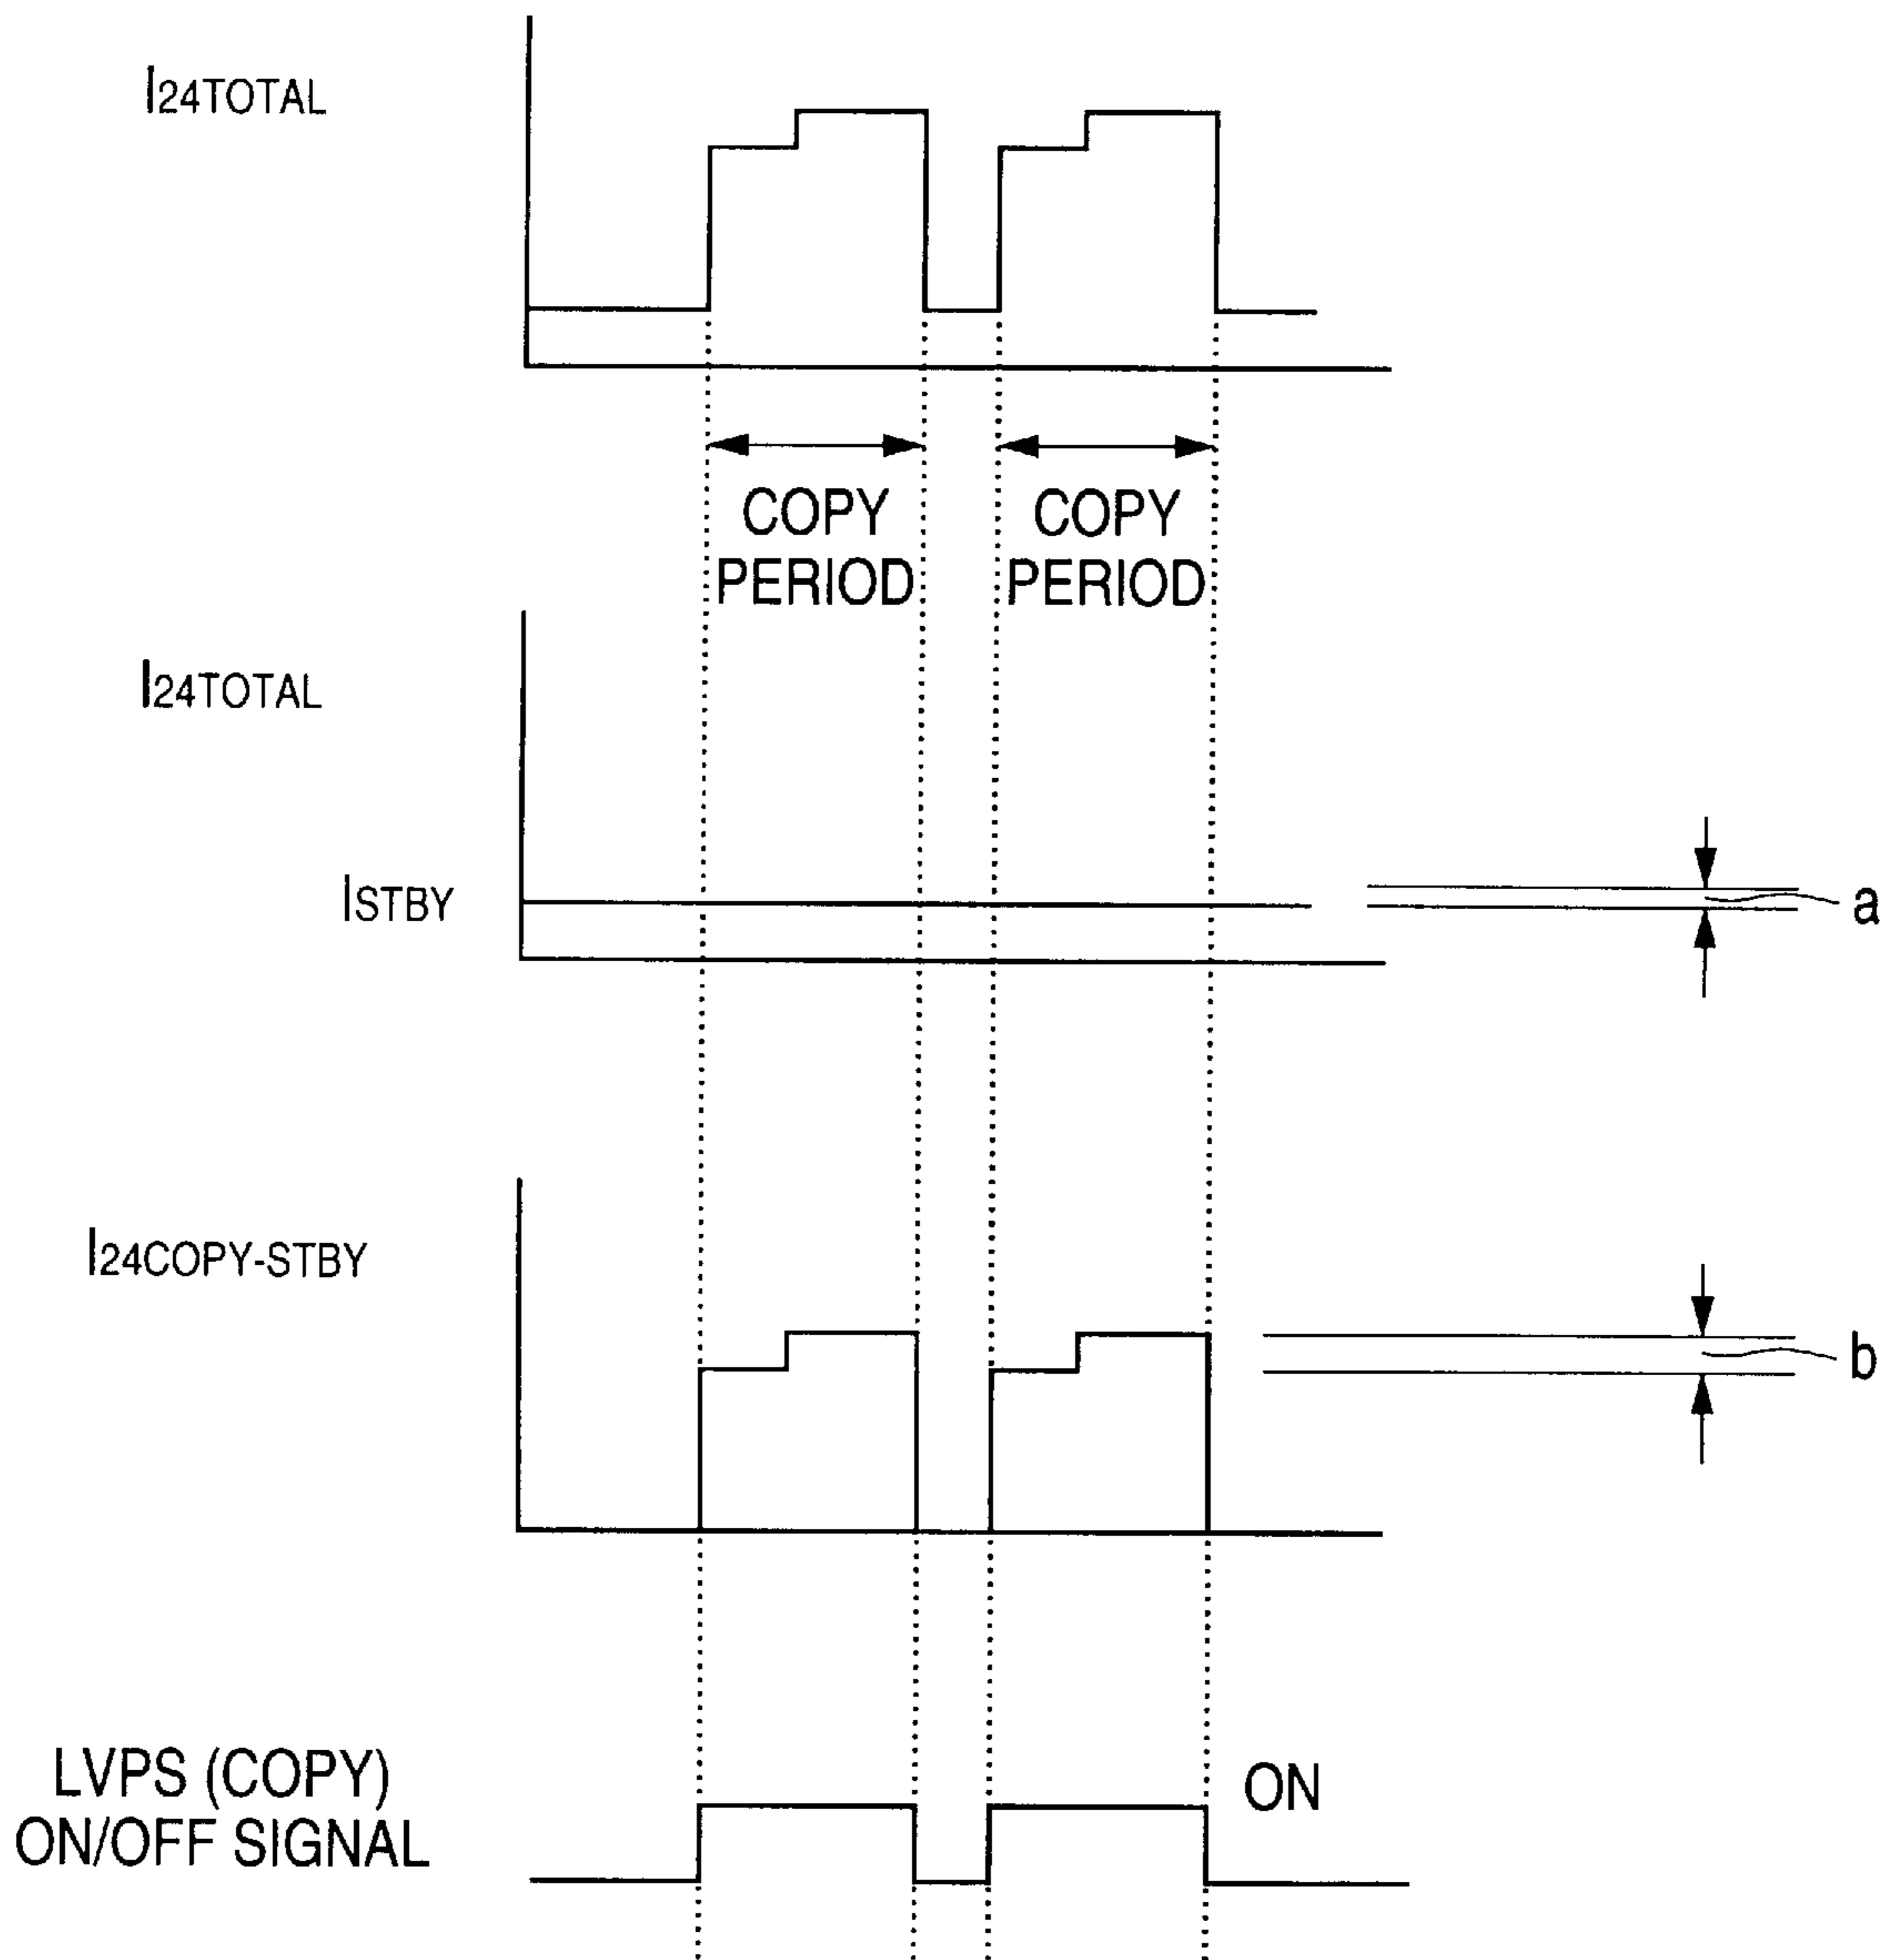 I24TOTAL
COPY PERIOD
COPY PERIOD
I24TOTAL
ISTBY
a
I24COPY-STBY
b
LVPS (COPY)
ON/OFF SIGNAL
ON